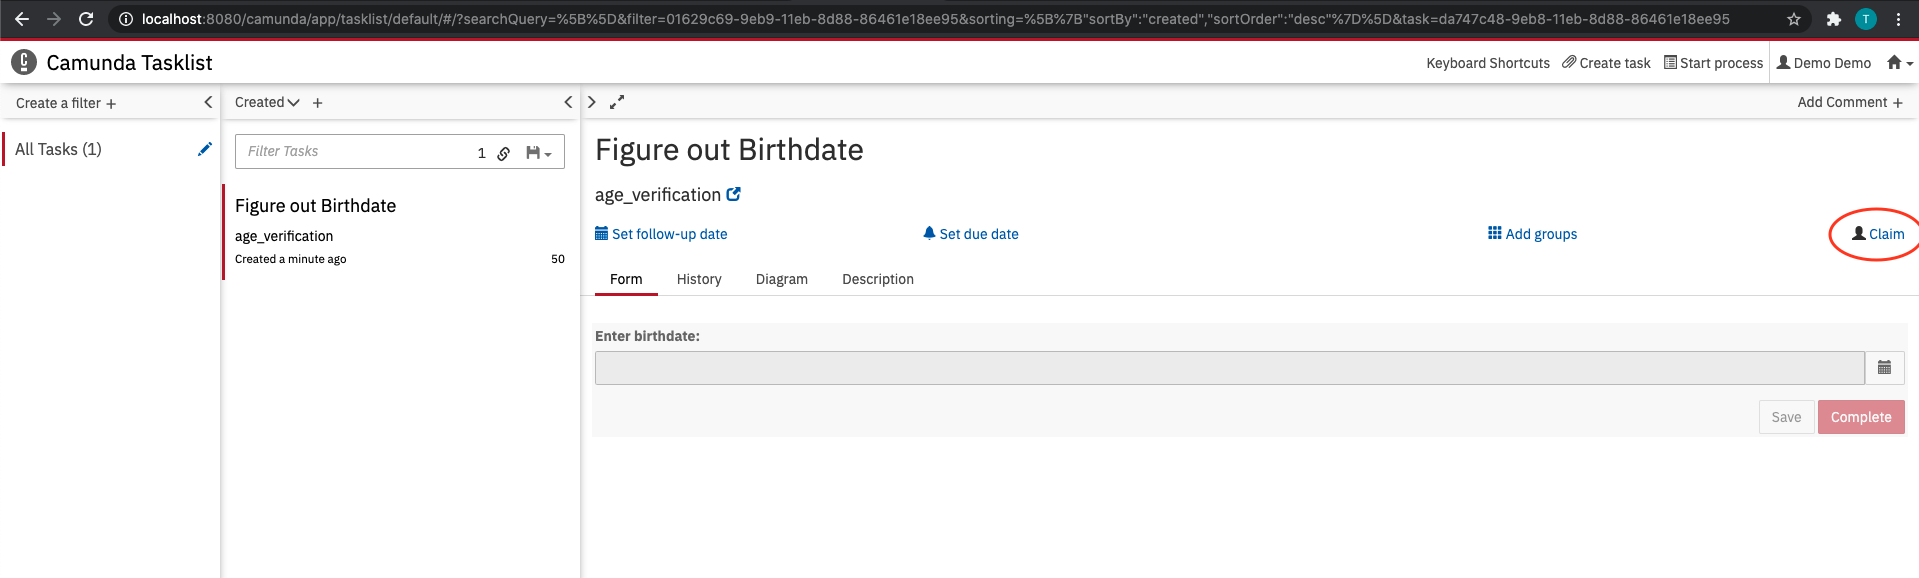 localhost:8080/camunda/app/tasklist/default/#/?searchQuery=%5B%5D&filter=01629c69-9eb9-11eb-8d88-86461e18ee95&sorting=%5B%7B"sortBy":"created","sortOrder":"desc"%7D%5D&task=da747c48-9eb8-11eb-8d88-86461e18ee95
T
Camunda Tasklist
Keyboard Shortcuts
Create task
Start process
Demo Demo
Create a filter +
Created
+
Add Comment +
All Tasks (1)
Filter Tasks
1
Figure out Birthdate
age_verification
Created a minute ago
50
Figure out Birthdate
age_verification
Set follow-up date
Set due date
Add groups
Claim
Form
History
Diagram
Description
Enter birthdate:
Save
Complete